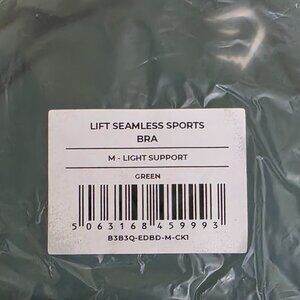 LIFT SEAMLESS SPORTS
BRA
M - LIGHT SUPPORT
GREEN
5 063168 459993
B3B3Q-EDBD-M-CK1